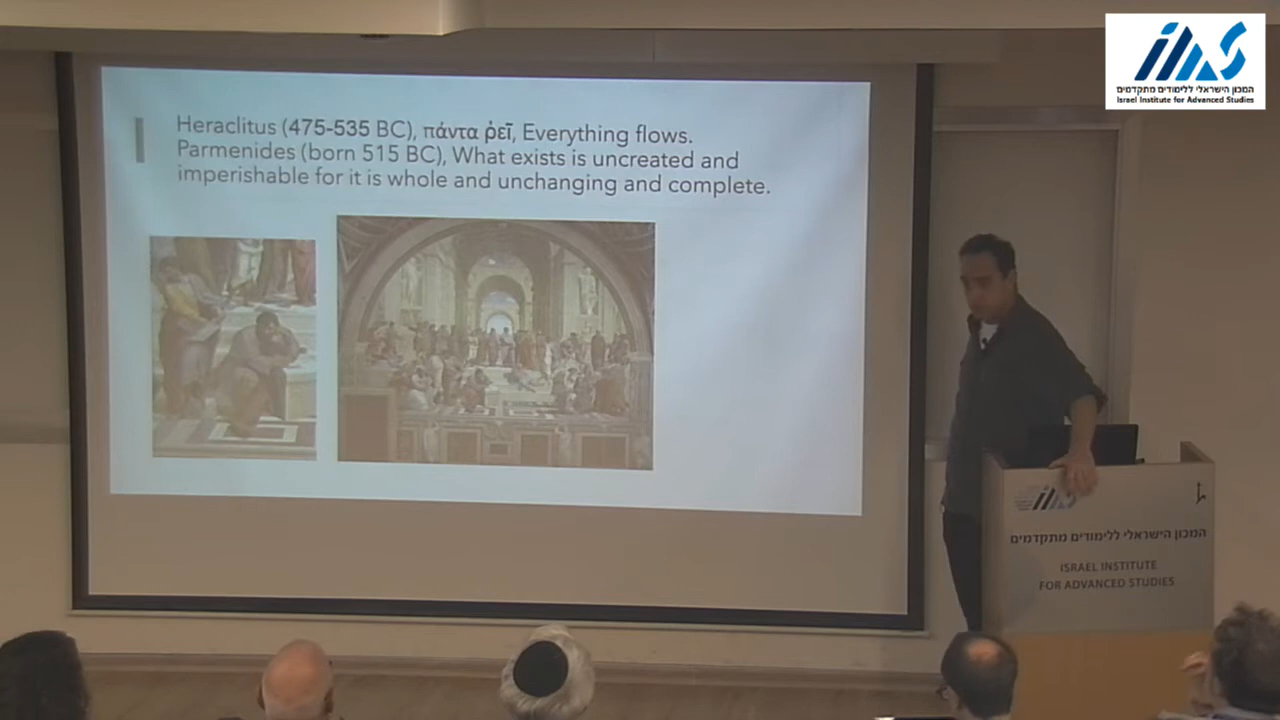 ias
המכון הישראלי ללימודים מתקדמים
Israel Institute for Advanced Studies
Heraclitus (475-535 BC), πάντα ῥεῖ, Everything flows.
Parmenides (born 515 BC), What exists is uncreated and
imperishable for it is whole and unchanging and complete.
המכון הישראלי ללימודים מתקדמים
ISRAEL INSTITUTE
FOR ADVANCED STUDIES